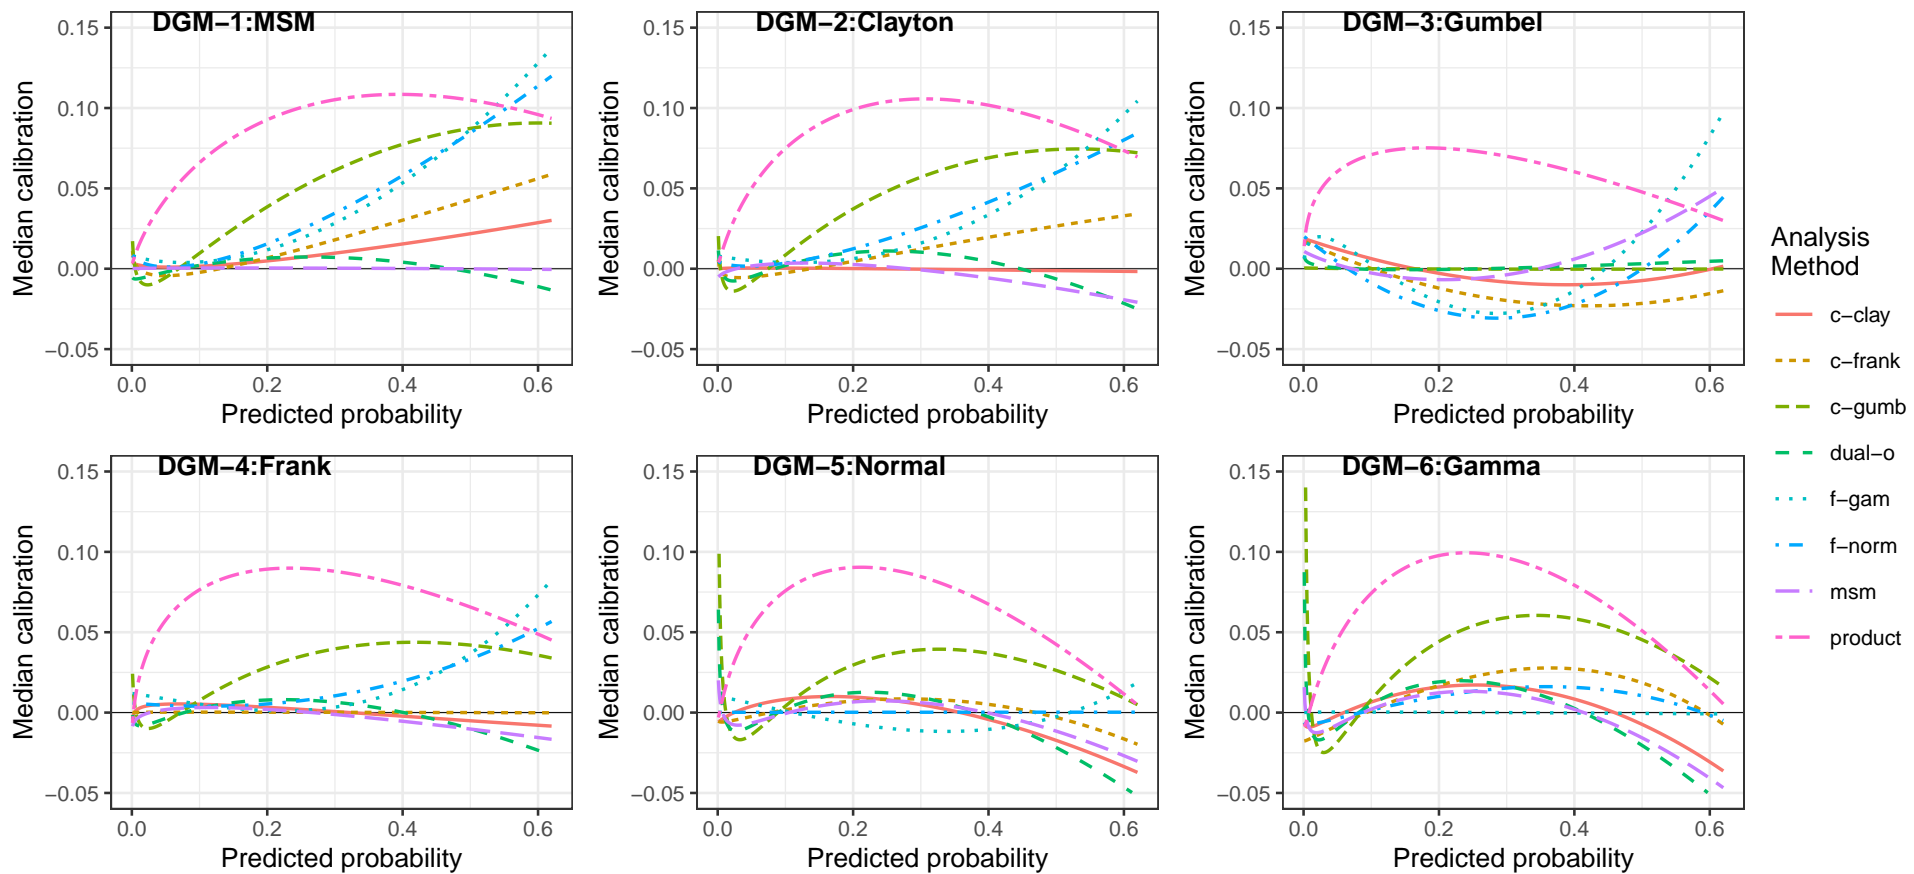 DGM−1:MSM
DGM−2:Clayton
DGM−3:Gumbel
0.15
0.10
0.05
0.00
−0.05
Median calibration
0.0
0.2
0.4
0.6
Predicted probability
0.15
0.10
0.05
0.00
−0.05
Median calibration
0.0
0.2
0.4
0.6
Predicted probability
0.15
0.10
0.05
0.00
−0.05
Median calibration
0.0
0.2
0.4
0.6
Predicted probability
DGM−4:Frank
DGM−5:Normal
DGM−6:Gamma
0.15
0.10
0.05
0.00
−0.05
Median calibration
0.0
0.2
0.4
0.6
Predicted probability
0.15
0.10
0.05
0.00
−0.05
Median calibration
0.0
0.2
0.4
0.6
Predicted probability
0.15
0.10
0.05
0.00
−0.05
Median calibration
0.0
0.2
0.4
0.6
Predicted probability
Analysis
Method
c−clay
c−frank
c−gumb
dual−o
f−gam
f−norm
msm
product